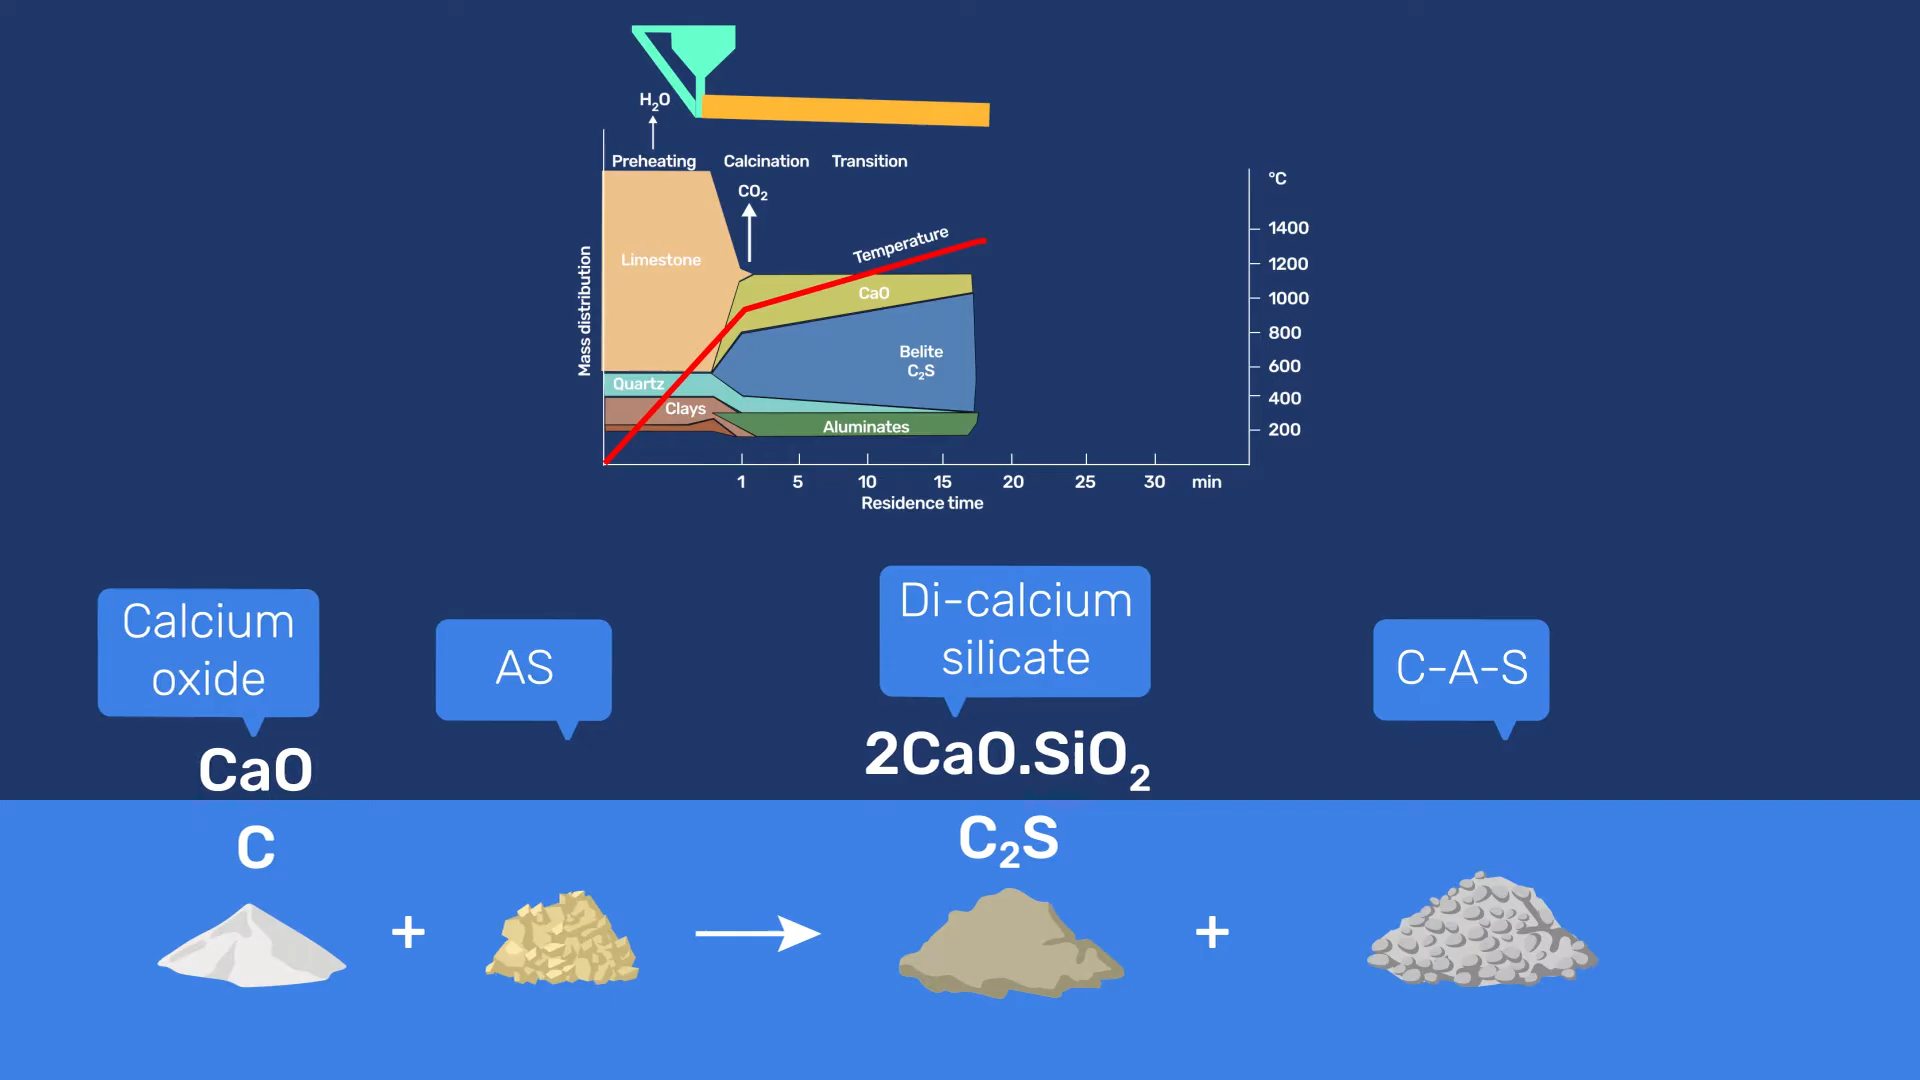 H₂O
Preheating Calcination Transition
CO₂
°C
Mass distribution
Limestone
Temperature
CaO
Belite
C₂S
Quartz
Clays
Aluminates
1400
1200
1000
800
600
400
200
1 5 10 15 20 25 30 min
Residence time
Calcium
oxide
AS
Di-calcium
silicate
C-A-S
CaO
2CaO.SiO₂
C
C₂S
+
+